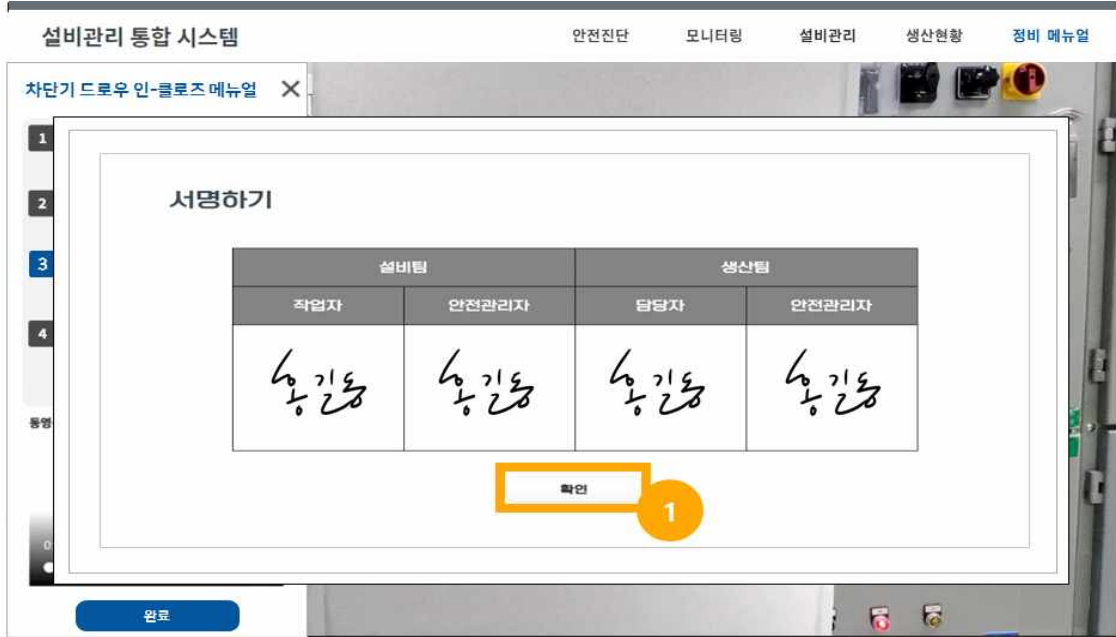 설비관리 통합 시스템 안전진단 모니터링 설비관리 생산현황 정비 메뉴얼
차단기 드로우 인-클로즈 메뉴얼 ✕
1
2
3
4
동영
서명하기
설비팀 생산팀
작업자 안전관리자 담당자 안전관리자
홍길동 홍길동 홍길동 홍길동
확인
1
완료